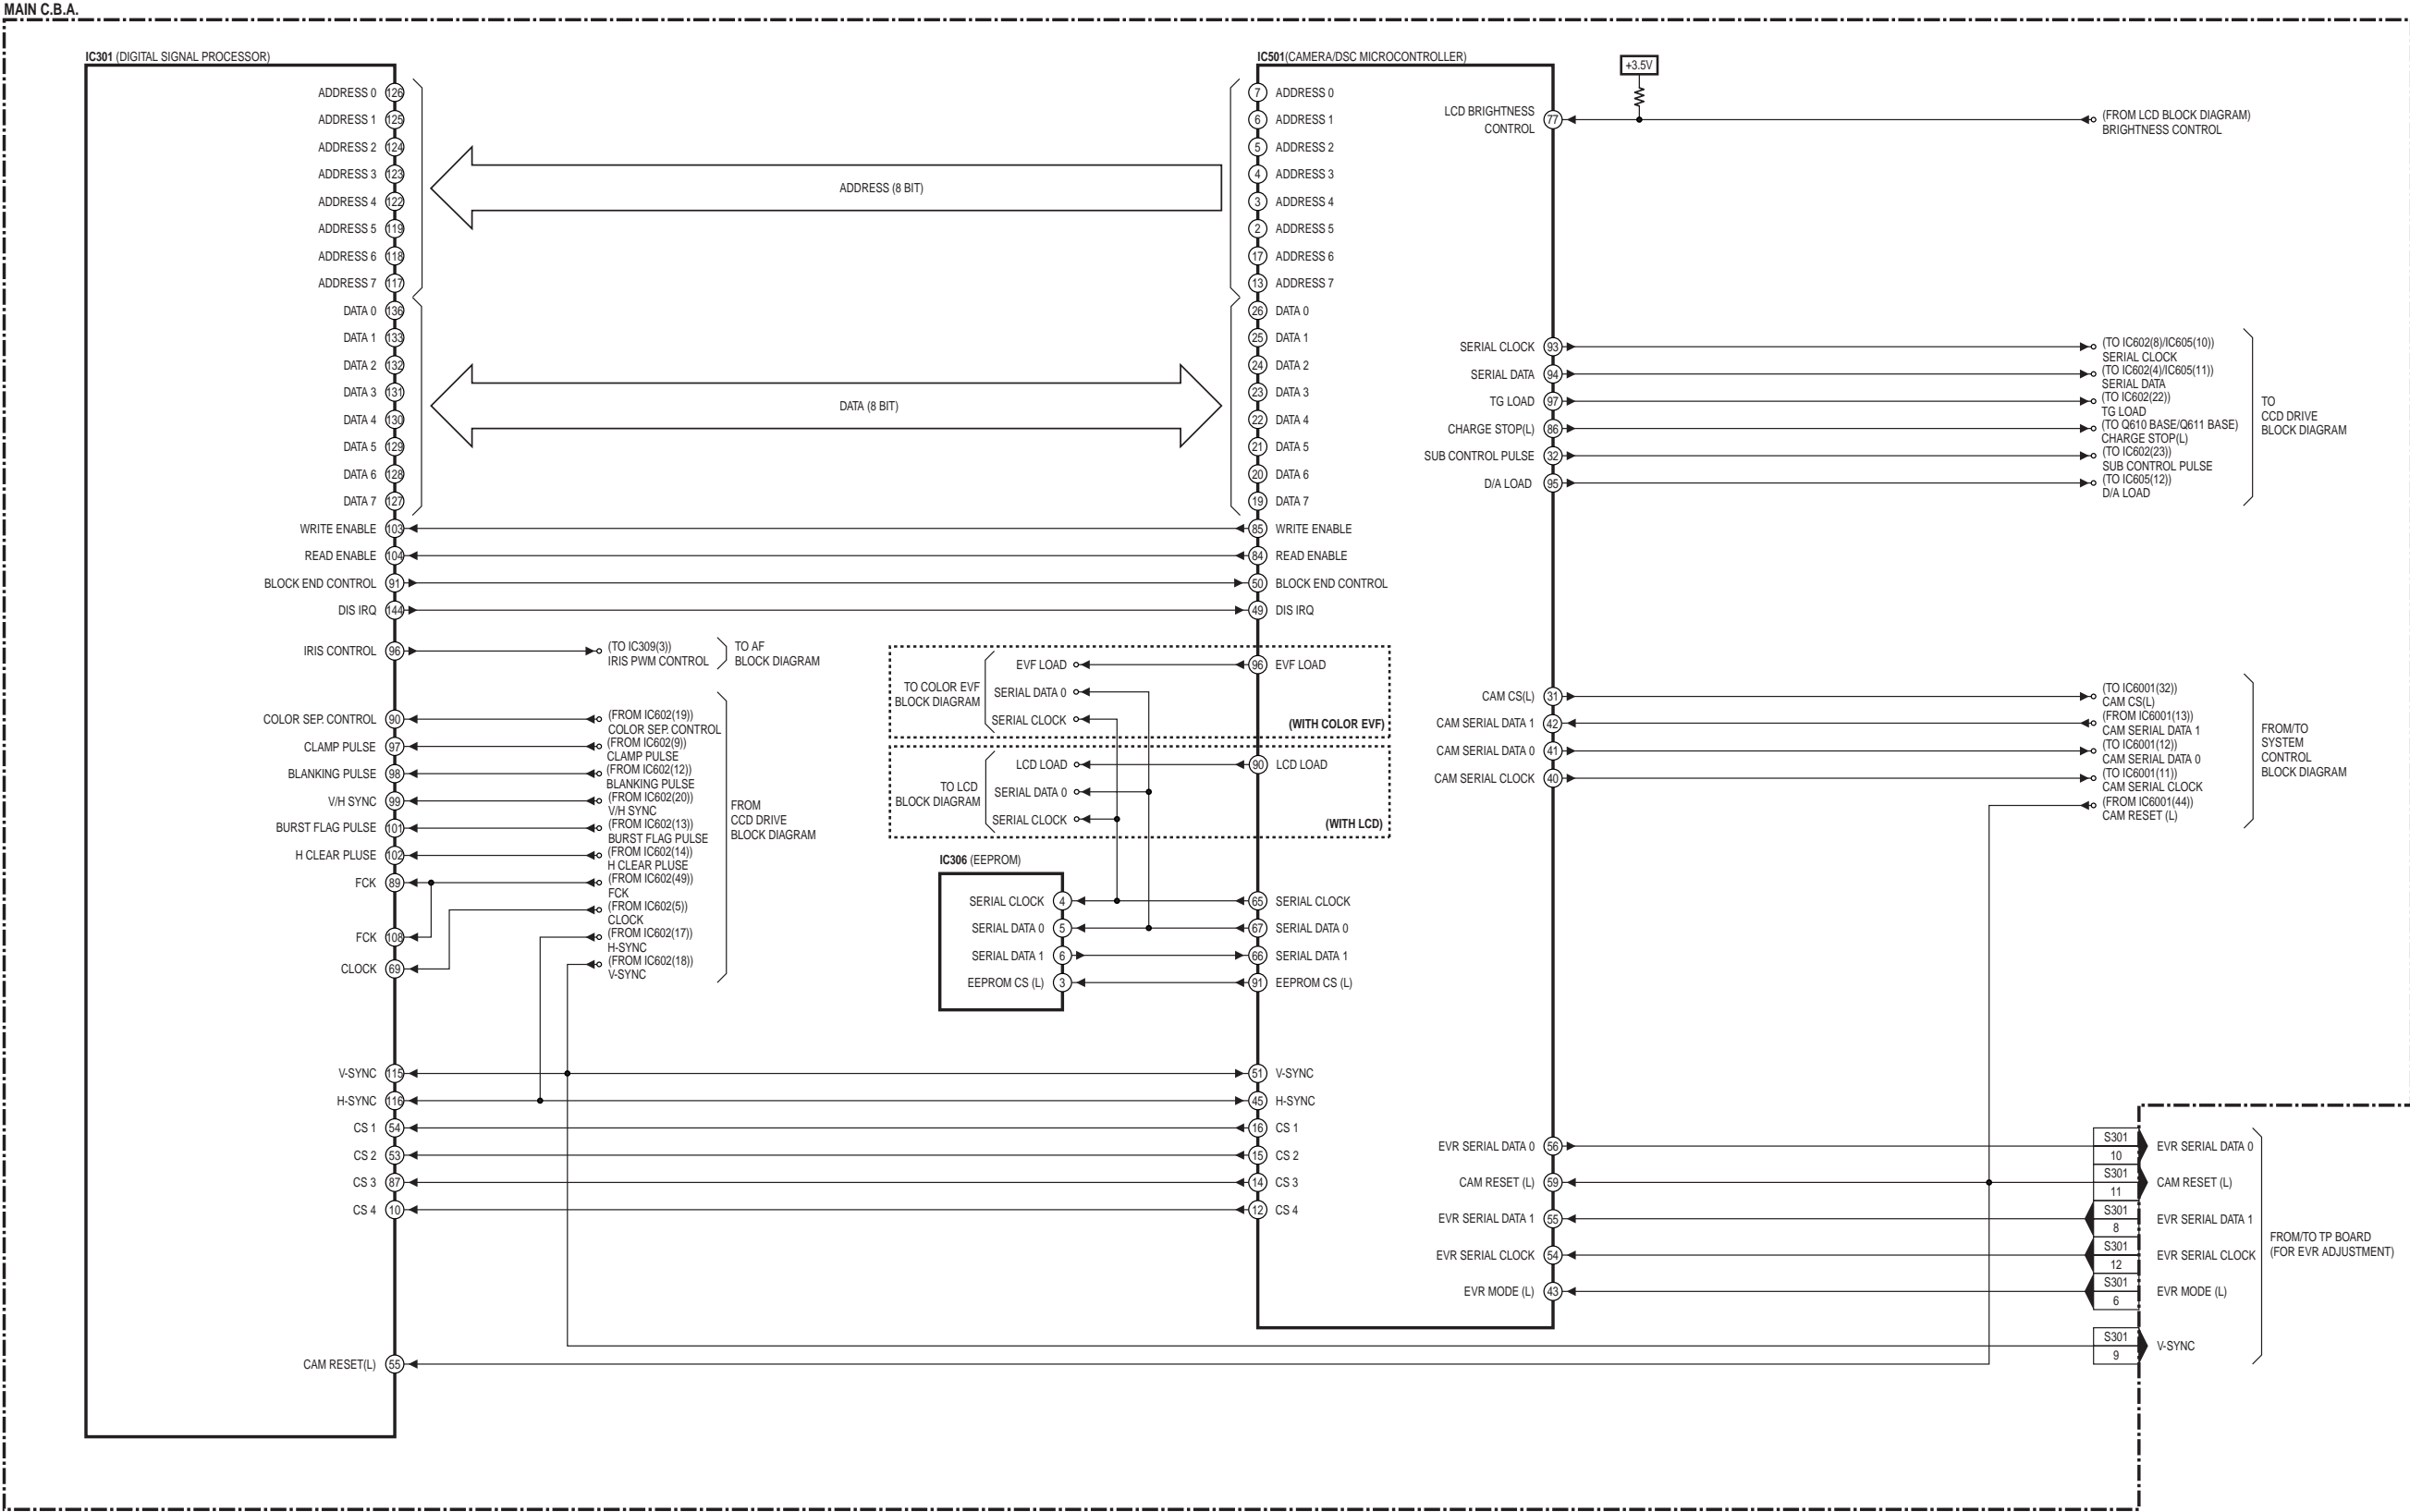 MAIN C.B.A.
IC301 (DIGITAL SIGNAL PROCESSOR)
ADDRESS 0 126
ADDRESS 1 125
ADDRESS 2 124
ADDRESS 3 123
ADDRESS 4 122
ADDRESS 5 119
ADDRESS 6 118
ADDRESS 7 117
DATA 0 136
DATA 1 133
DATA 2 132
DATA 3 131
DATA 4 130
DATA 5 129
DATA 6 128
DATA 7 127
WRITE ENABLE 103
READ ENABLE 104
BLOCK END CONTROL 91
DIS IRQ 144
IRIS CONTROL 96
COLOR SEP. CONTROL 90
CLAMP PULSE 97
BLANKING PULSE 98
V/H SYNC 99
BURST FLAG PULSE 101
H CLEAR PLUSE 102
FCK 89
FCK 108
CLOCK 69
V-SYNC 115
H-SYNC 116
CS 1 54
CS 2 53
CS 3 87
CS 4 10
CAM RESET(L) 55
ADDRESS (8 BIT)
DATA (8 BIT)
(TO IC309(3))
IRIS PWM CONTROL
TO AF
BLOCK DIAGRAM
(FROM IC602(19))
COLOR SEP. CONTROL
(FROM IC602(9))
CLAMP PULSE
(FROM IC602(12))
BLANKING PULSE
(FROM IC602(20))
V/H SYNC
(FROM IC602(13))
BURST FLAG PULSE
(FROM IC602(14))
H CLEAR PLUSE
(FROM IC602(49))
FCK
(FROM IC602(5))
CLOCK
(FROM IC602(17))
H-SYNC
(FROM IC602(18))
V-SYNC
FROM
CCD DRIVE
BLOCK DIAGRAM
TO COLOR EVF
BLOCK DIAGRAM
EVF LOAD
SERIAL DATA 0
SERIAL CLOCK
(WITH COLOR EVF)
TO LCD
BLOCK DIAGRAM
LCD LOAD
SERIAL DATA 0
SERIAL CLOCK
(WITH LCD)
IC306 (EEPROM)
SERIAL CLOCK 4
SERIAL DATA 0 5
SERIAL DATA 1 6
EEPROM CS (L) 3
IC501(CAMERA/DSC MICROCONTROLLER)
7 ADDRESS 0
6 ADDRESS 1
5 ADDRESS 2
4 ADDRESS 3
3 ADDRESS 4
2 ADDRESS 5
17 ADDRESS 6
13 ADDRESS 7
26 DATA 0
25 DATA 1
24 DATA 2
23 DATA 3
22 DATA 4
21 DATA 5
20 DATA 6
19 DATA 7
85 WRITE ENABLE
84 READ ENABLE
50 BLOCK END CONTROL
49 DIS IRQ
96 EVF LOAD
90 LCD LOAD
65 SERIAL CLOCK
67 SERIAL DATA 0
66 SERIAL DATA 1
91 EEPROM CS (L)
51 V-SYNC
45 H-SYNC
16 CS 1
15 CS 2
14 CS 3
12 CS 4
LCD BRIGHTNESS
CONTROL 77
SERIAL CLOCK 93
SERIAL DATA 94
TG LOAD 97
CHARGE STOP(L) 86
SUB CONTROL PULSE 32
D/A LOAD 95
CAM CS(L) 31
CAM SERIAL DATA 1 42
CAM SERIAL DATA 0 41
CAM SERIAL CLOCK 40
EVR SERIAL DATA 0 56
CAM RESET (L) 59
EVR SERIAL DATA 1 55
EVR SERIAL CLOCK 54
EVR MODE (L) 43
+3.5V
(FROM LCD BLOCK DIAGRAM)
BRIGHTNESS CONTROL
(TO IC602(8)/IC605(10))
SERIAL CLOCK
(TO IC602(4)/IC605(11))
SERIAL DATA
(TO IC602(22))
TG LOAD
(TO Q610 BASE/Q611 BASE)
CHARGE STOP(L)
(TO IC602(23))
SUB CONTROL PULSE
(TO IC605(12))
D/A LOAD
TO
CCD DRIVE
BLOCK DIAGRAM
(TO IC6001(32))
CAM CS(L)
(FROM IC6001(13))
CAM SERIAL DATA 1
(TO IC6001(12))
CAM SERIAL DATA 0
(TO IC6001(11))
CAM SERIAL CLOCK
(FROM IC6001(44))
CAM RESET (L)
FROM/TO
SYSTEM
CONTROL
BLOCK DIAGRAM
S301
10
EVR SERIAL DATA 0
S301
11
CAM RESET (L)
S301
8
EVR SERIAL DATA 1
S301
12
EVR SERIAL CLOCK
S301
6
EVR MODE (L)
S301
9
V-SYNC
FROM/TO TP BOARD
(FOR EVR ADJUSTMENT)